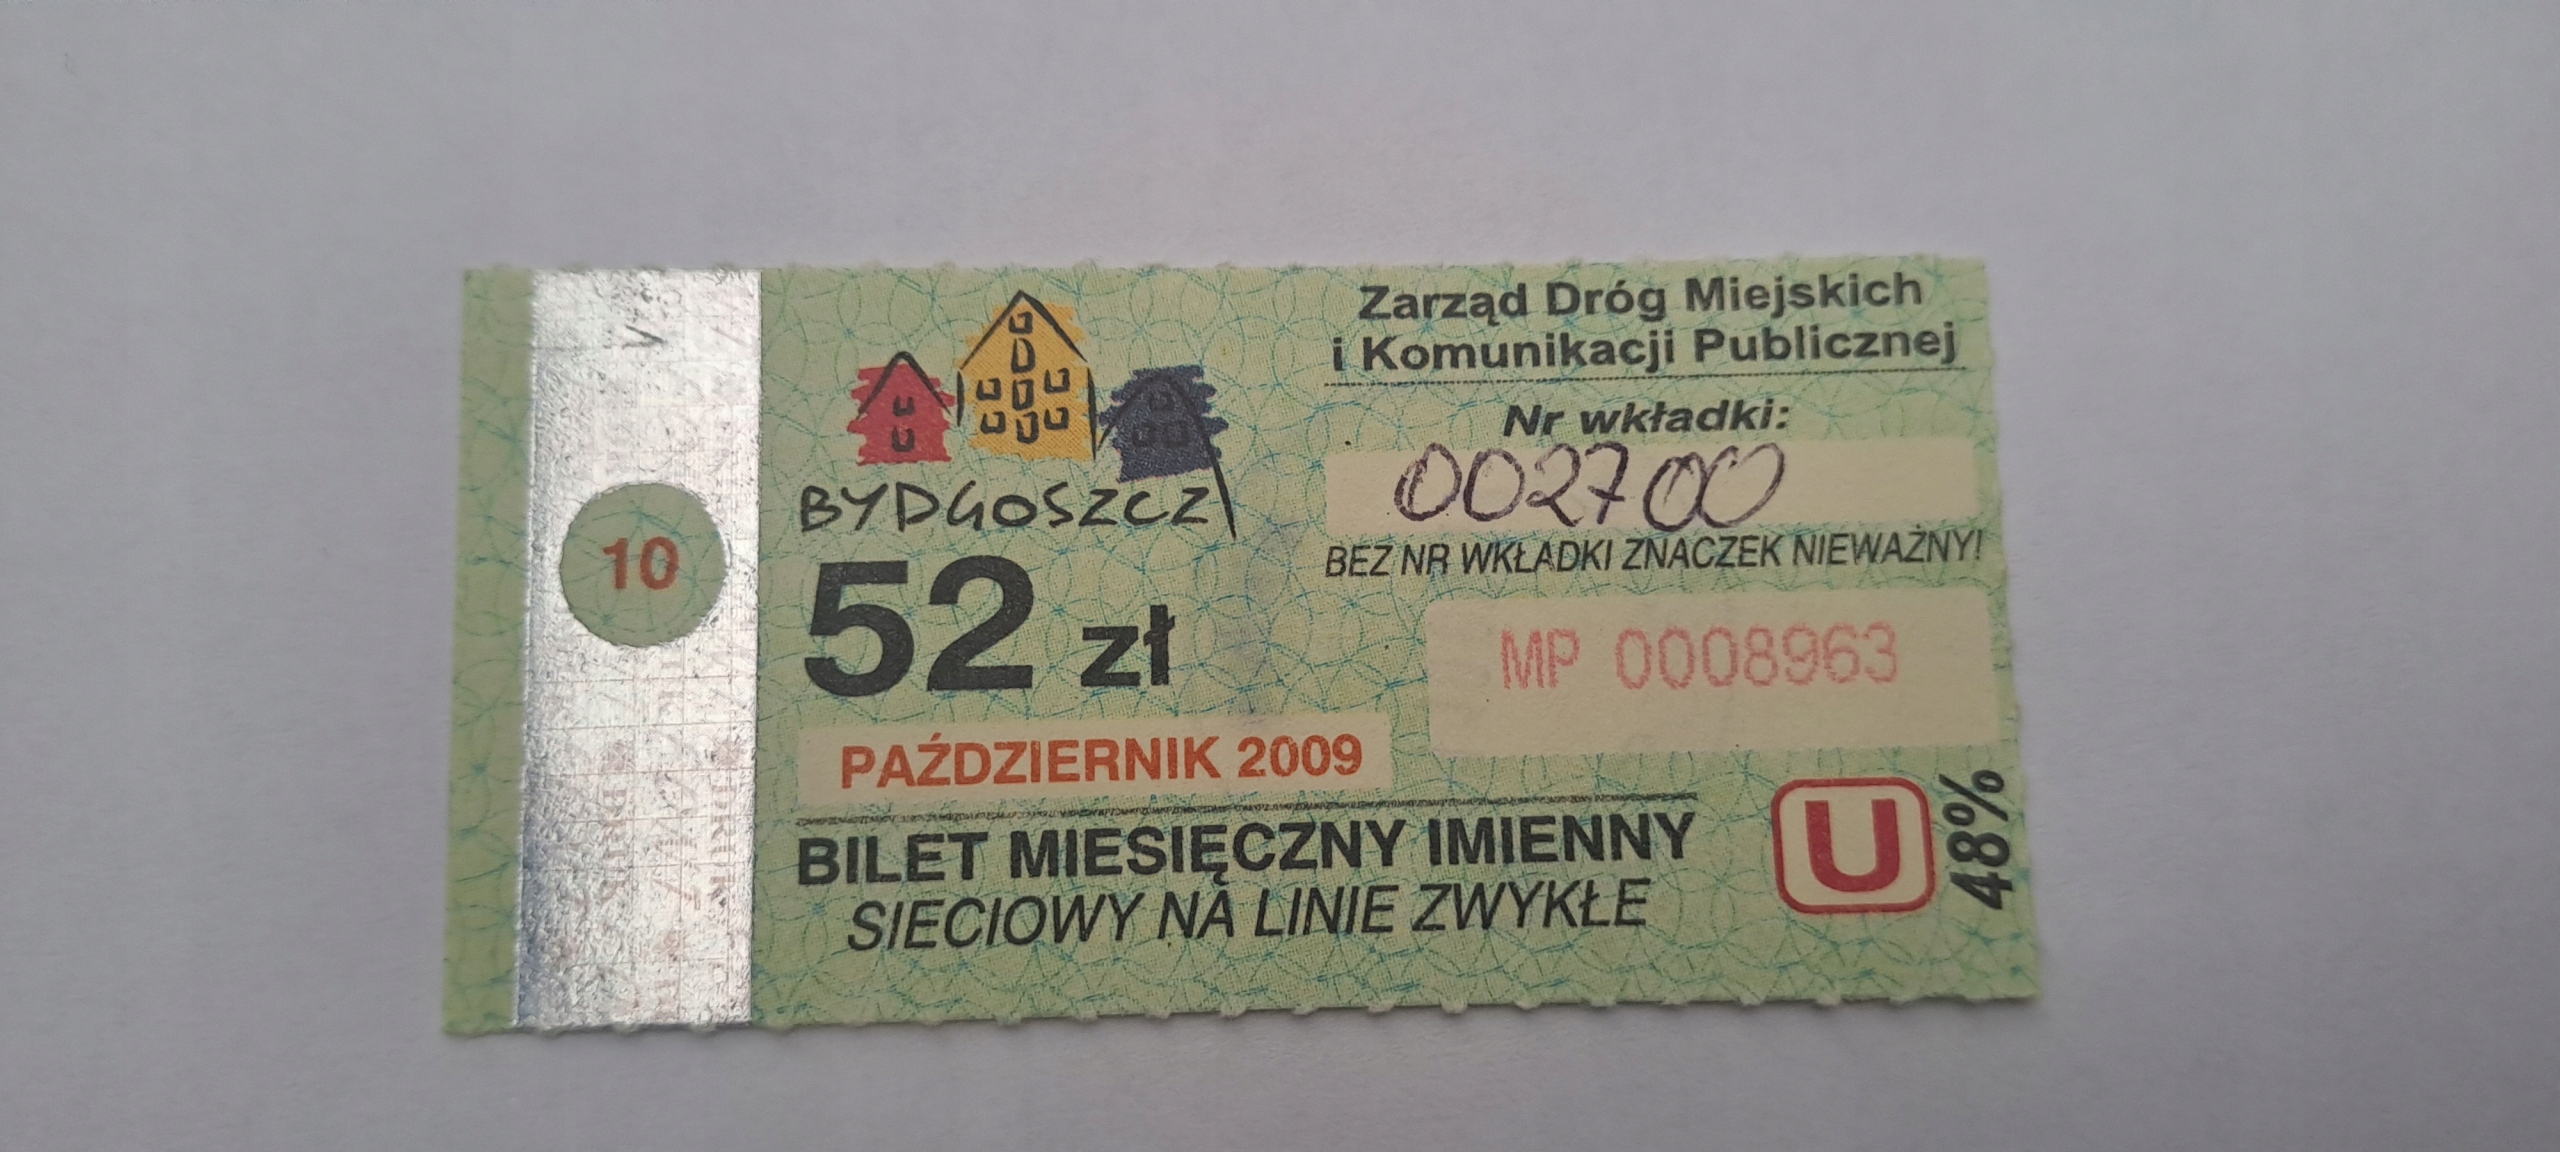 10
BYDGOSZCZ
52 zł
PAŹDZIERNIK 2009
BILET MIESIĘCZNY IMIENNY
SIECIOWY NA LINIE ZWYKŁE
Zarząd Dróg Miejskich
i Komunikacji Publicznej
Nr wkładki:
002700
BEZ NR WKŁADKI ZNACZEK NIEWAŻNY!
MP 0008963
U
48%